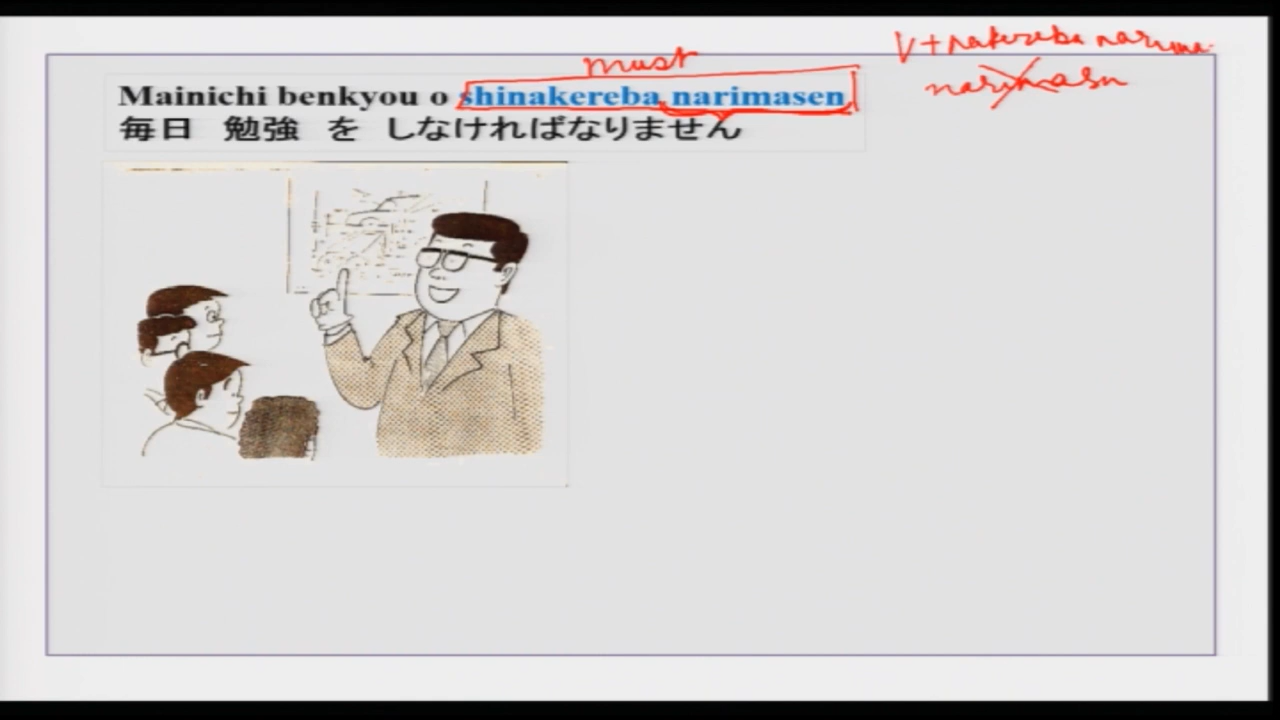 must
V + nakereba narima
narimasu
Mainichi benkyou o shinakereba narimasen
毎日 勉強 を しなければなりません